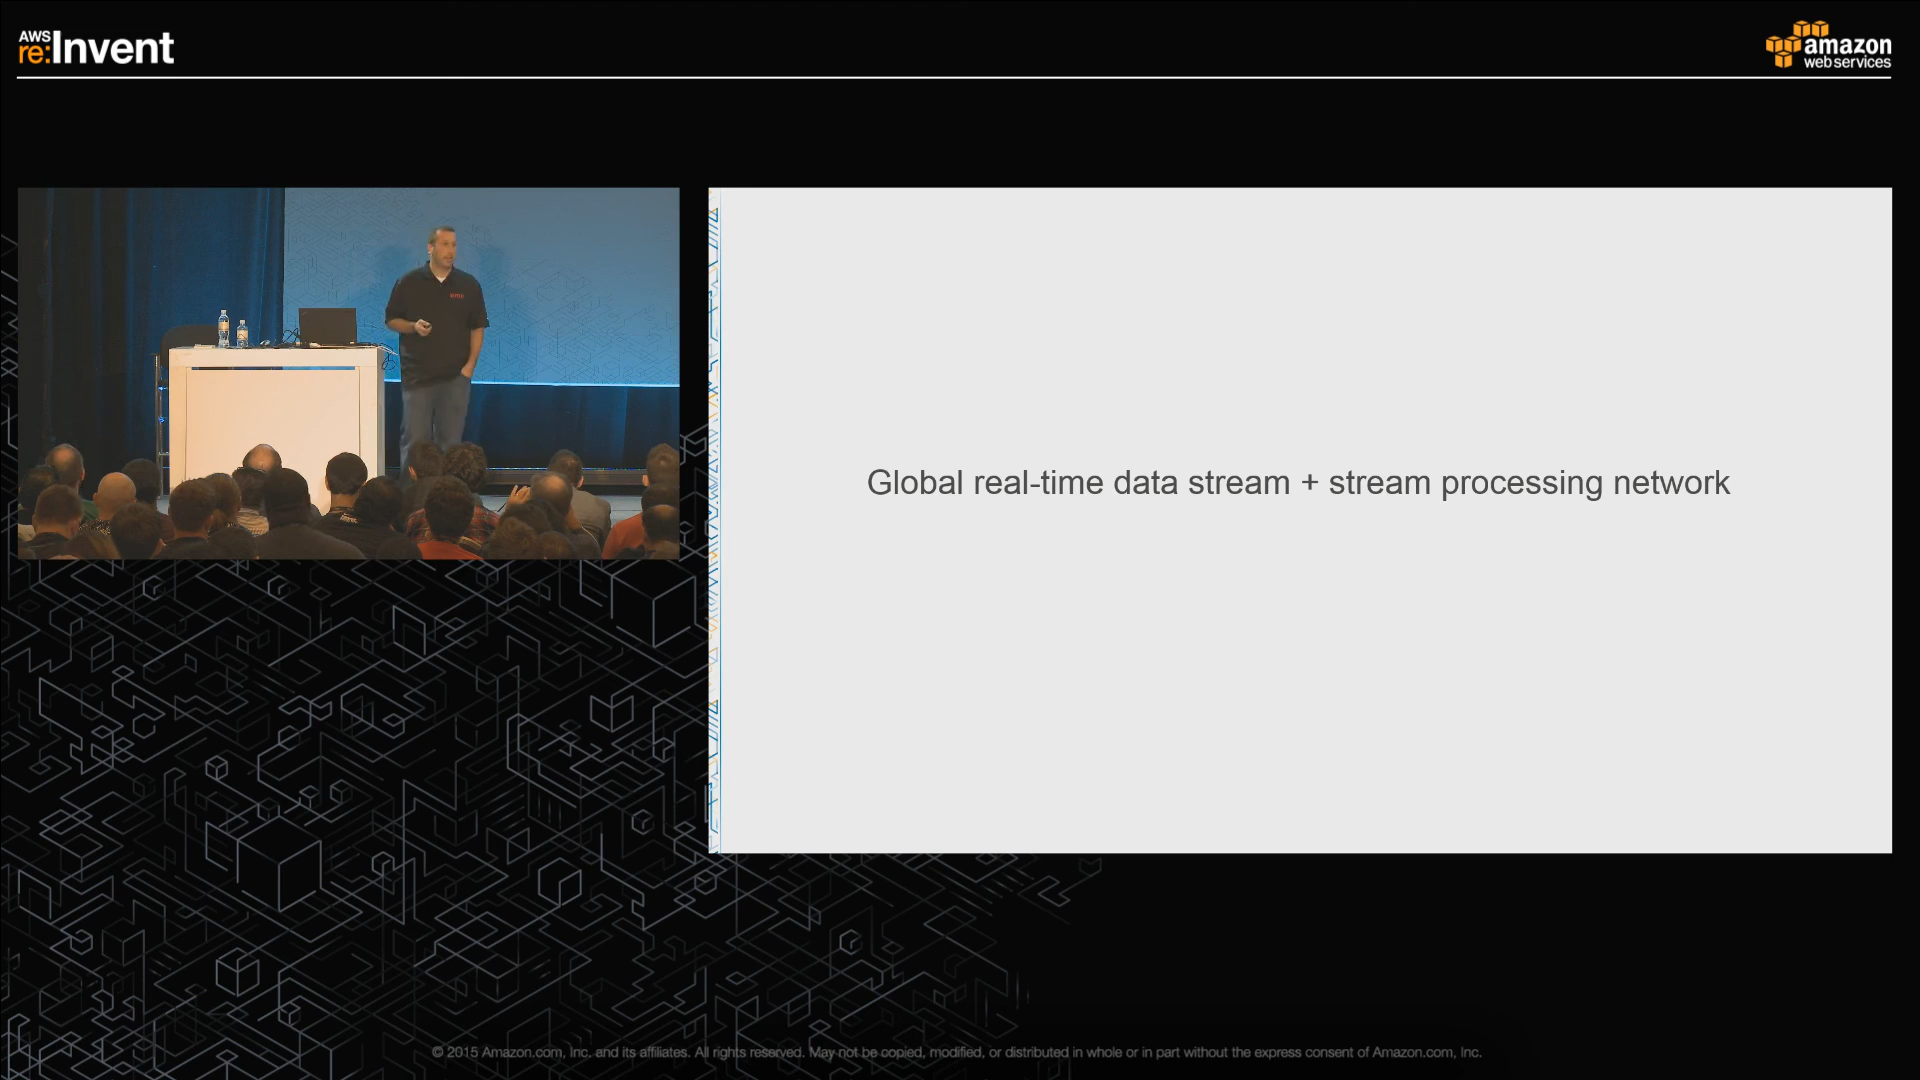 AWS
re:Invent
amazon
web services
Global real-time data stream + stream processing network
© 2015 Amazon.com, Inc. and its affiliates. All rights reserved. May not be copied, modified, or distributed in whole or in part without the express consent of Amazon.com, Inc.